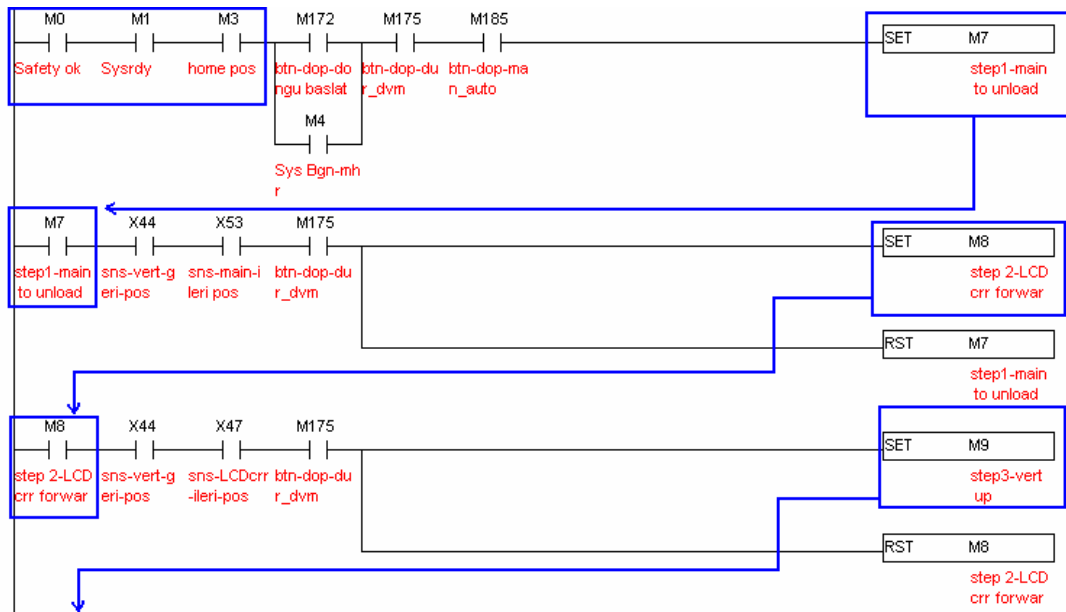 M0 M1 M3 M172 M175 M185
SET M7
Safety ok Sysrdy home pos btn-dop-do btn-dop-du btn-dop-ma step1-main
ngu baslat r_dvm n_auto to unload
M4
Sys Bgn-mh
r
M7 X44 X53 M175
SET M8
step1-main sns-vert-g sns-main-i btn-dop-du step 2-LCD
to unload eri-pos leri pos r_dvm crr forwar
RST M7
step1-main
to unload
M8 X44 X47 M175
SET M9
step 2-LCD sns-vert-g sns-LCDcrr btn-dop-du step3-vert
crr forwar eri-pos -ileri-pos r_dvm up
RST M8
step 2-LCD
crr forwar